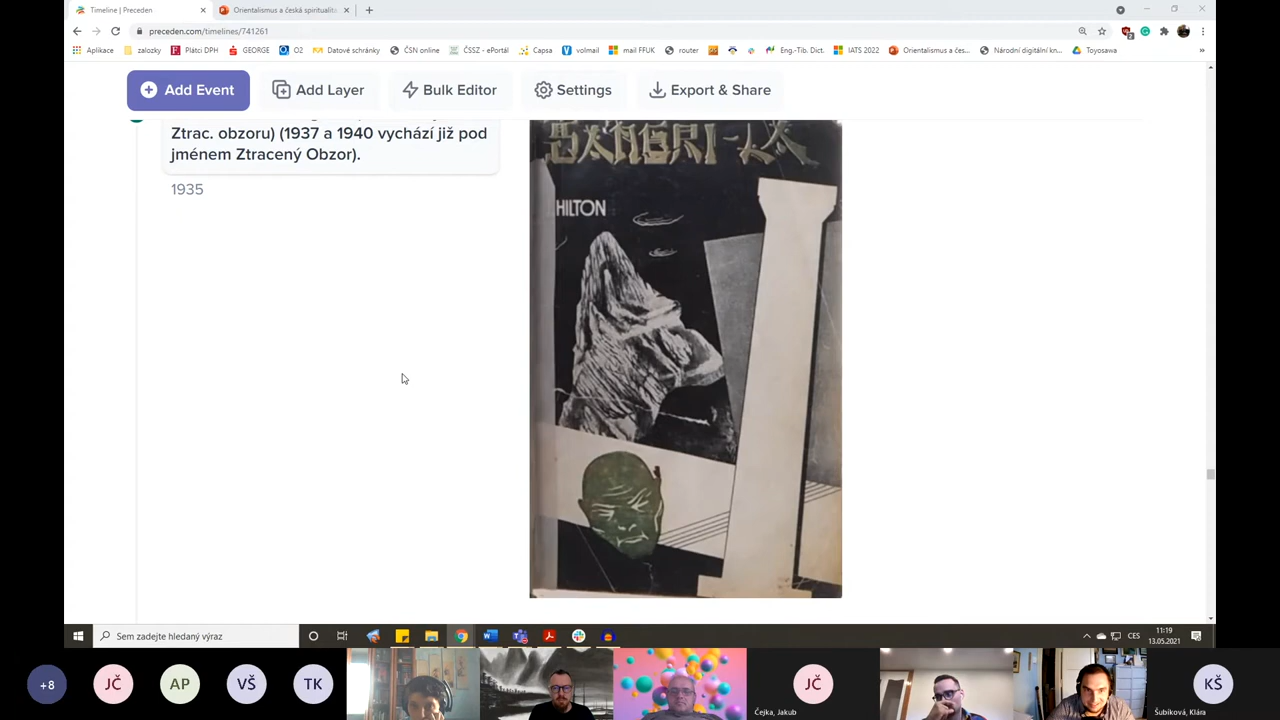 Timeline | Preceden
Orientalismus a česká spiritualita
preceden.com/timelines/741261
Aplikace
zalozky
Plátci DPH
GEORGE
O2
Datové schránky
ČSN online
ČSSZ - ePortál
Capsa
volmail
mail FFUK
router
Eng.-Tib. Dict.
IATS 2022
Orientalismus a čes...
Národní digitální kn...
Toyosawa
Add Event
Add Layer
Bulk Editor
Settings
Export & Share
Ztrac. obzoru) (1937 a 1940 vychází již pod
jménem Ztracený Obzor).
1935
SHANGRI-LA
HILTON
Sem zadejte hledaný výraz
CES
11:19
13.05.2021
+8
JČ
AP
VŠ
TK
JČ
Čejka, Jakub
KŠ
Šubíková, Klára